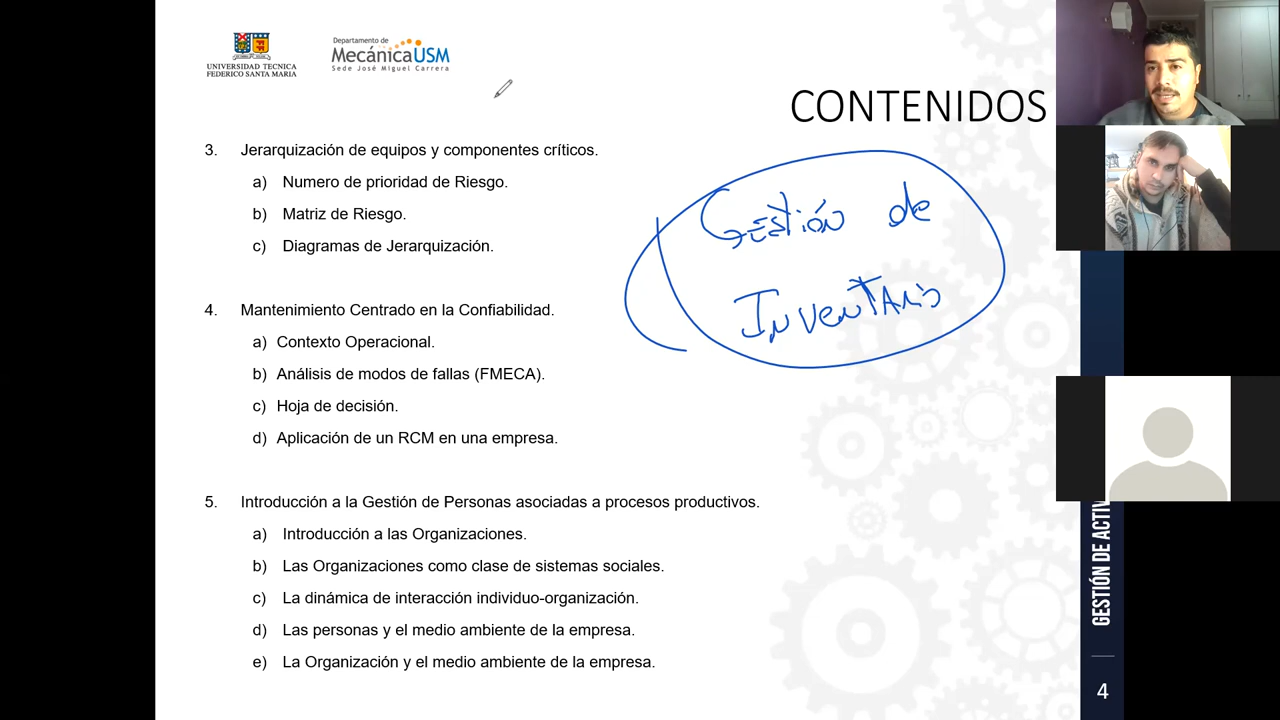 UNIVERSIDAD TECNICA
FEDERICO SANTA MARIA
Departamento de
MecánicaUSM
Sede José Miguel Carrera
CONTENIDOS
3. Jerarquización de equipos y componentes críticos.
a) Numero de prioridad de Riesgo.
b) Matriz de Riesgo.
c) Diagramas de Jerarquización.
Gestión de
Inventario
4. Mantenimiento Centrado en la Confiabilidad.
a) Contexto Operacional.
b) Análisis de modos de fallas (FMECA).
c) Hoja de decisión.
d) Aplicación de un RCM en una empresa.
5. Introducción a la Gestión de Personas asociadas a procesos productivos.
a) Introducción a las Organizaciones.
b) Las Organizaciones como clase de sistemas sociales.
c) La dinámica de interacción individuo-organización.
d) Las personas y el medio ambiente de la empresa.
e) La Organización y el medio ambiente de la empresa.
GESTIÓN DE ACTIV
4